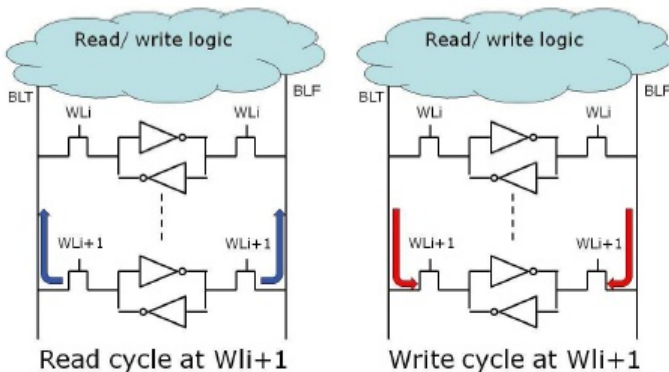 Read/ write logic
BLT
BLF
WLi
WLi
WLi+1
WLi+1
Read cycle at Wli+1
Read/ write logic
BLT
BLF
WLi
WLi
WLi+1
WLi+1
Write cycle at Wli+1